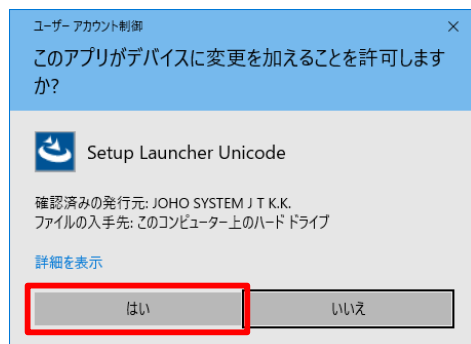 ユーザー アカウント制御
このアプリがデバイスに変更を加えることを許可します
か?
Setup Launcher Unicode
確認済みの発行元: JOHO SYSTEM J T K.K.
ファイルの入手先: このコンピューター上のハード ドライブ
詳細を表示
はい
いいえ